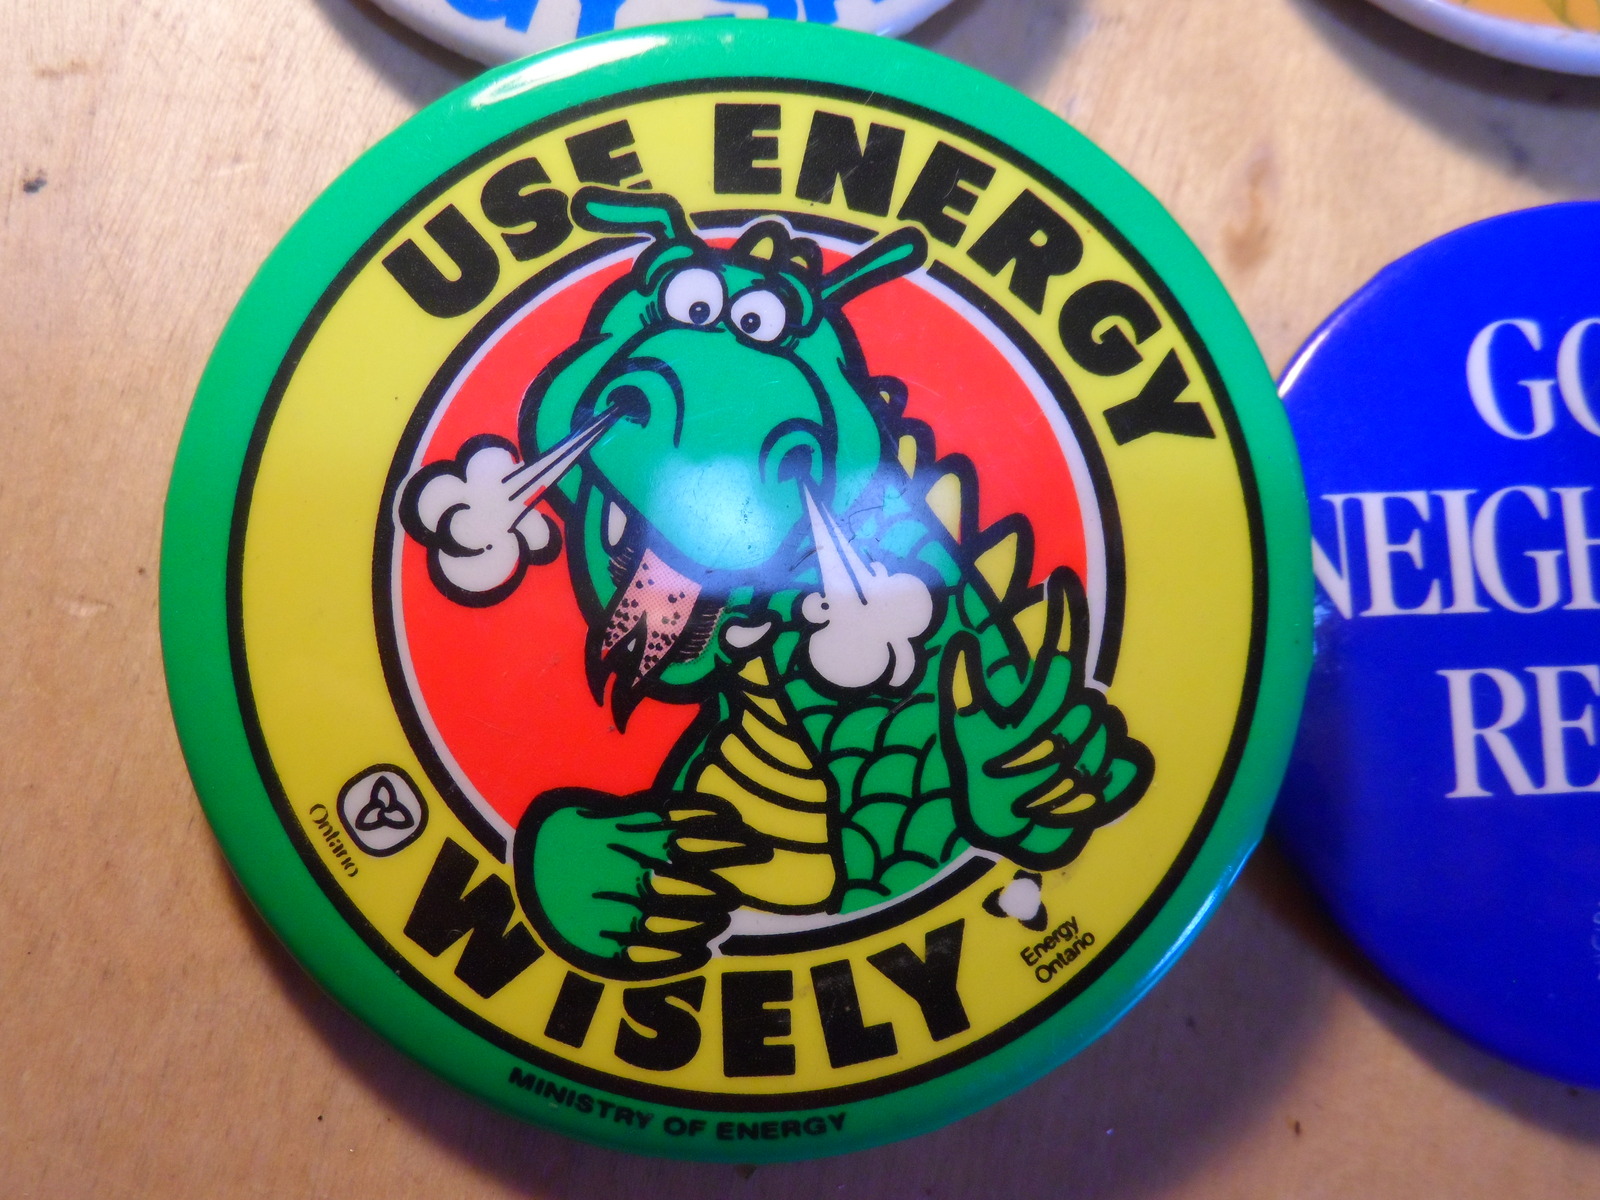 USE ENERGY
WISELY
Ontario
Energy
Ontario
MINISTRY OF ENERGY
GO
NEIGH
RE